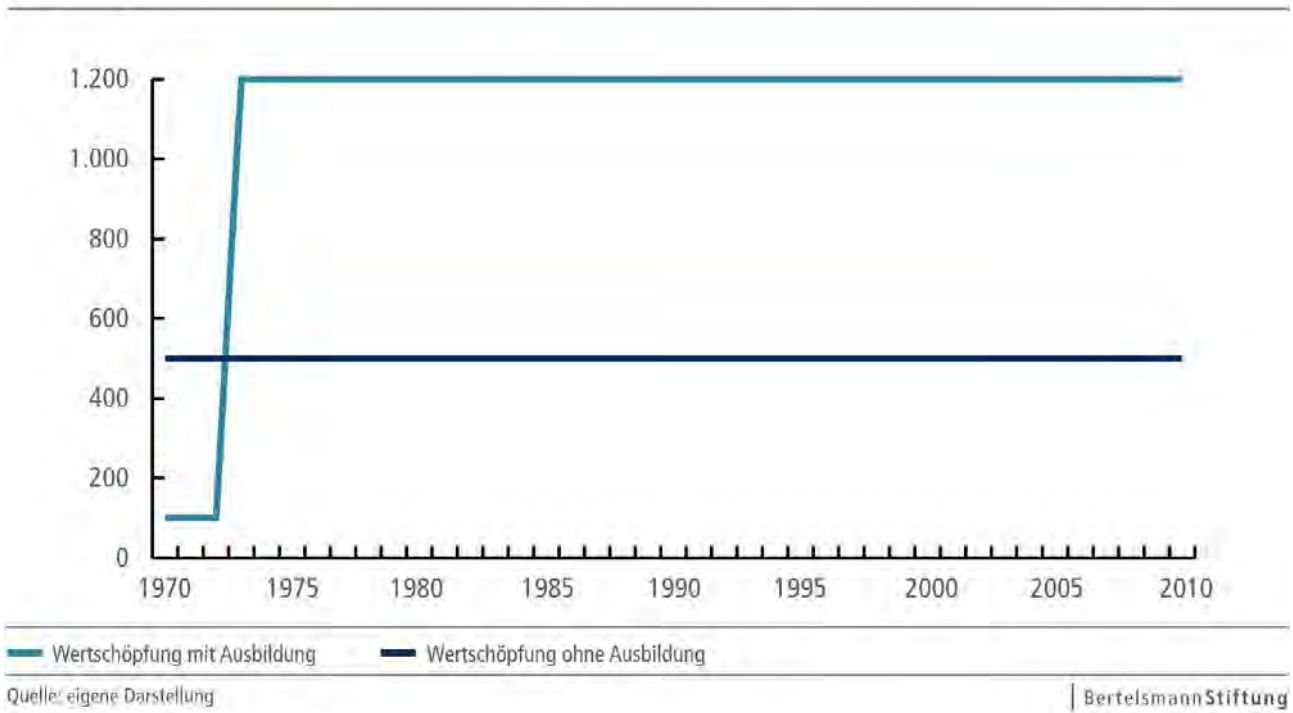 1.200
1.000
800
600
400
200
0
1970 1975 1980 1985 1990 1995 2000 2005 2010
Wertschöpfung mit Ausbildung Wertschöpfung ohne Ausbildung
Quelle: eigene Darstellung BertelsmannStiftung